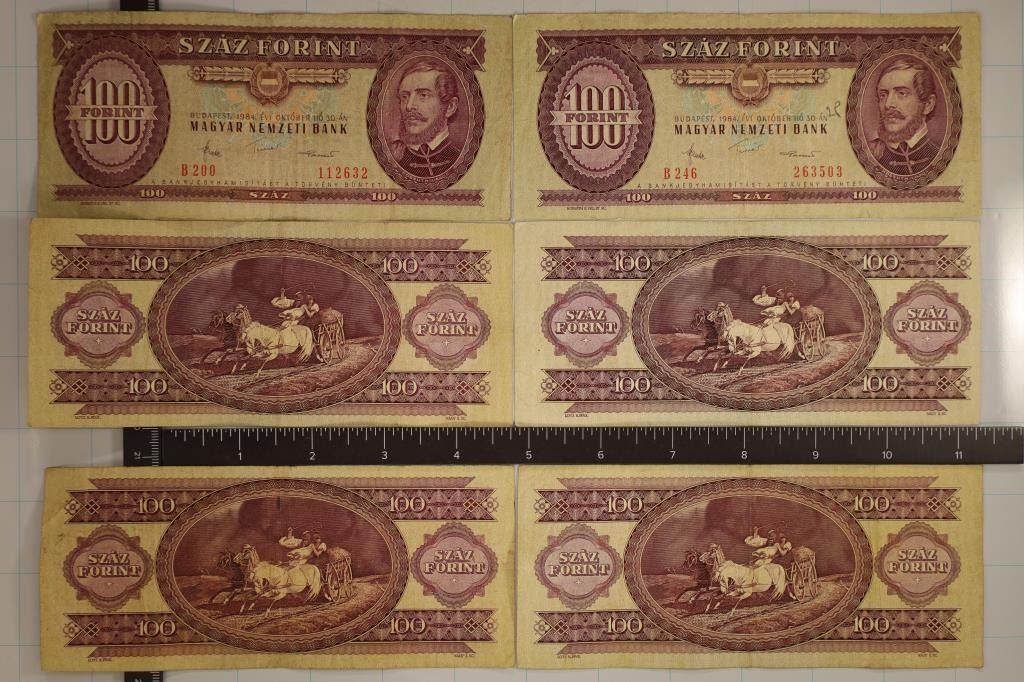 SZÁZ FORINT
100
FORINT
BUDAPEST, 1984. ÉVI OKTÓBER HÓ 30.-ÁN
MAGYAR NEMZETI BANK
B 200 112632
A BANKJEGYHAMISÍTÁST A TÖRVÉNY BÜNTETI
100 SZÁZ 100
SZÁZ FORINT
100
FORINT
BUDAPEST, 1984. ÉVI OKTÓBER HÓ 30.-ÁN
MAGYAR NEMZETI BANK
B 246 263503
A BANKJEGYHAMISÍTÁST A TÖRVÉNY BÜNTETI
100 SZÁZ 100
100 100
SZÁZ FORINT SZÁZ FORINT
100 100
100 100
SZÁZ FORINT SZÁZ FORINT
100 100
1 2 3 4 5 6 7 8 9 10 11
100 100
SZÁZ FORINT SZÁZ FORINT
100 100
100 100
SZÁZ FORINT SZÁZ FORINT
100 100